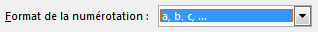 Format de la numérotation : a, b, c, ...